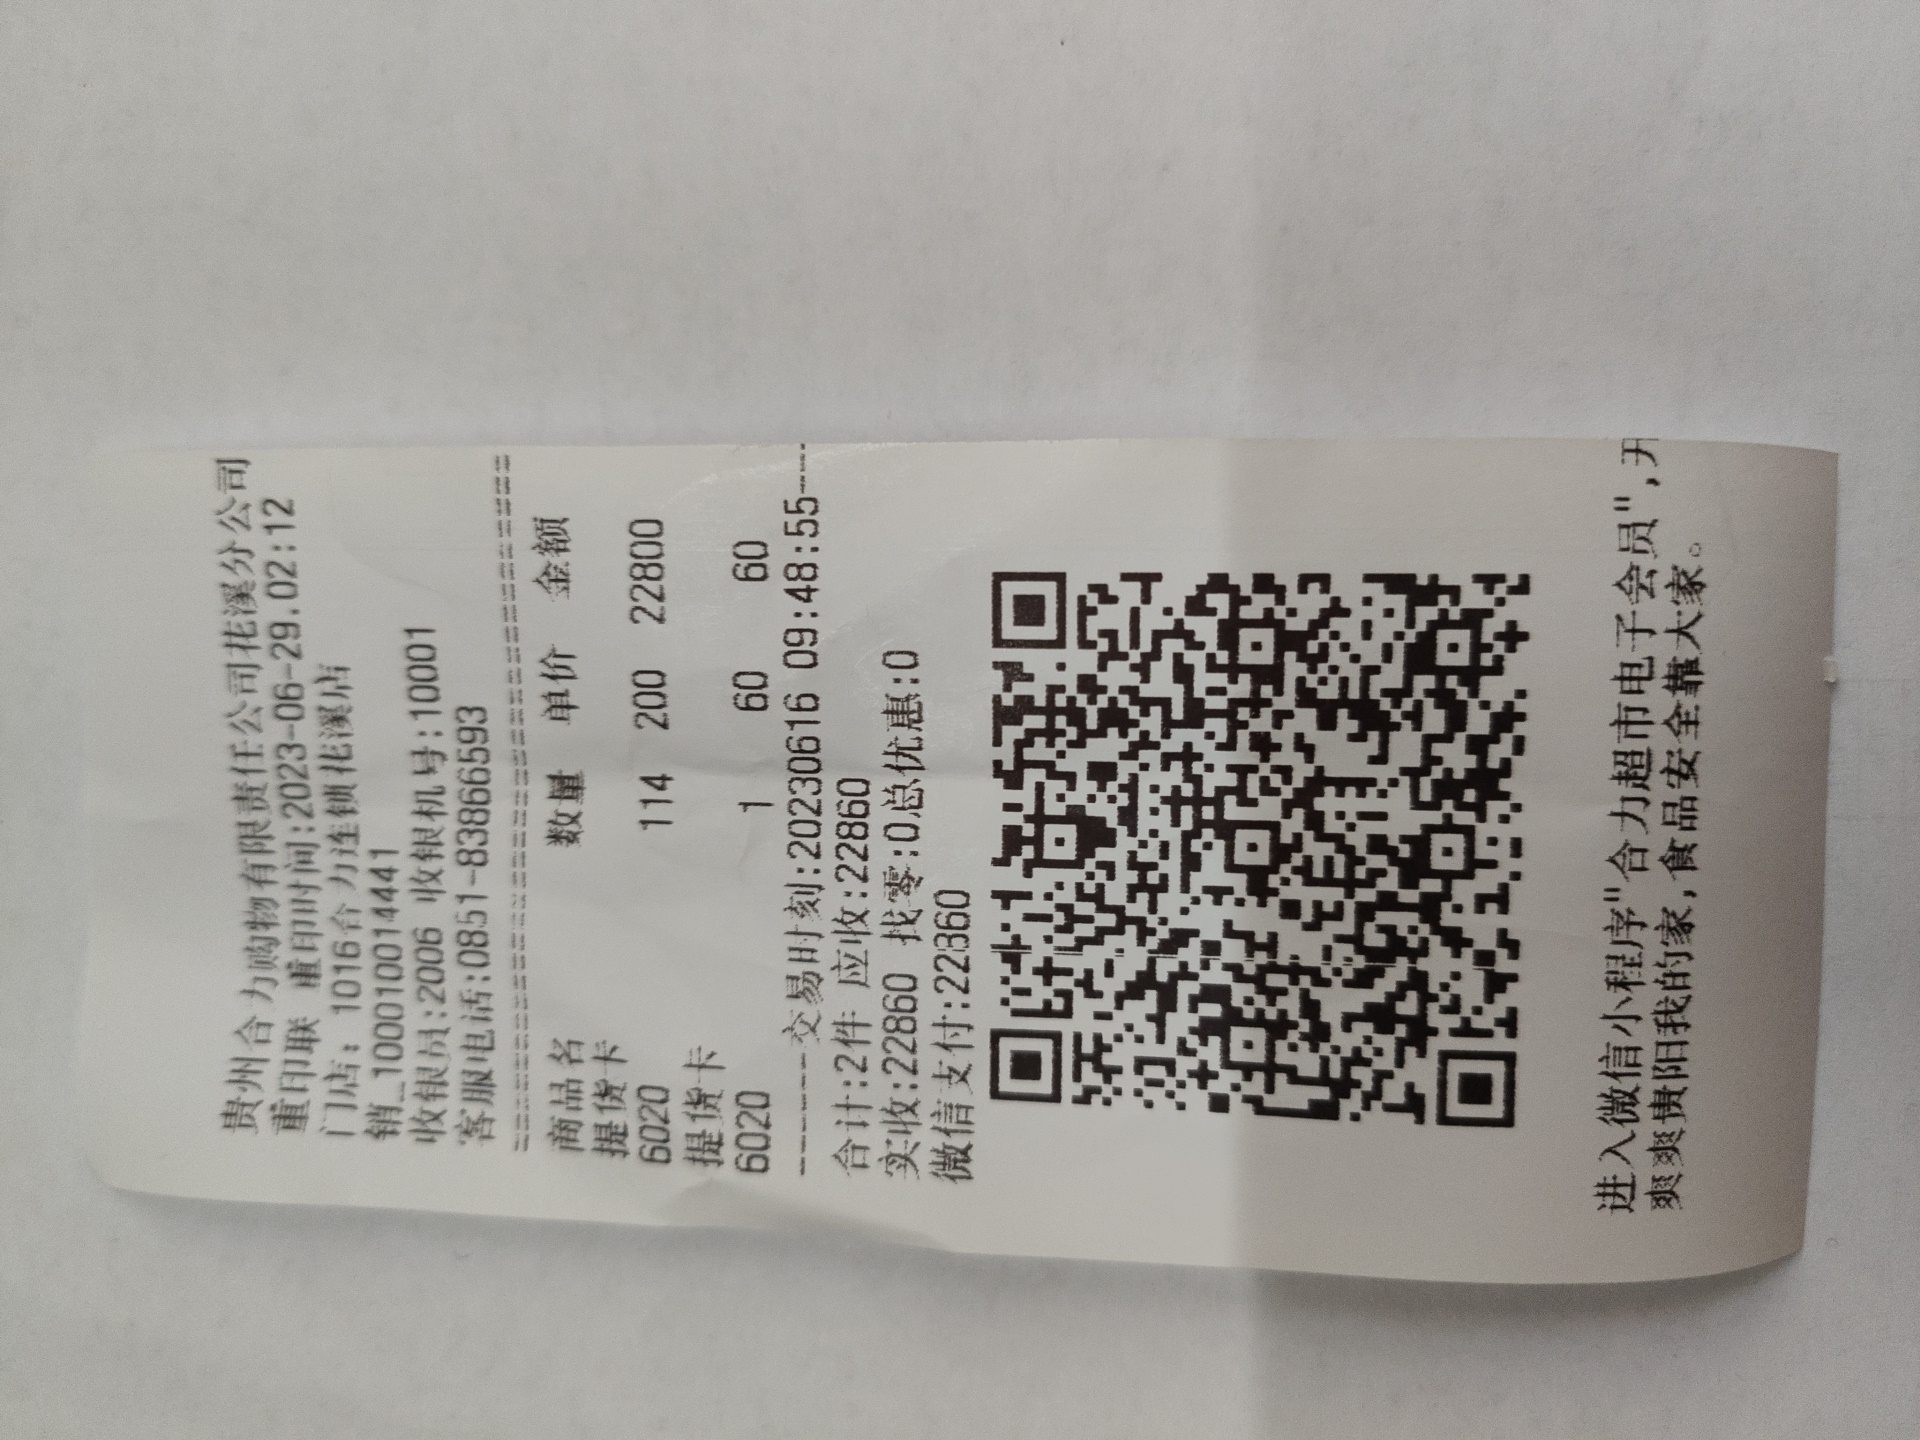 贵州合力购物有限责任公司花溪分公司
重印联 重印时间:2023-06-29.02:12
门店: 1016合力连锁花溪店
销_100010014441
收银员:2006 收银机号:10001
客服电话:0851-83866593
商品名 数量 单价 金额
提货卡
6020 114 200 22800
提货卡
6020 1 60 60
------交易时刻:20230616 09:48:55----
合计:2件 应收:22860
实收:22860 找零:0总优惠:0
微信支付:22860
进入微信小程序"合力超市电子会员",开
爽爽贵阳我的家,食品安全靠大家。